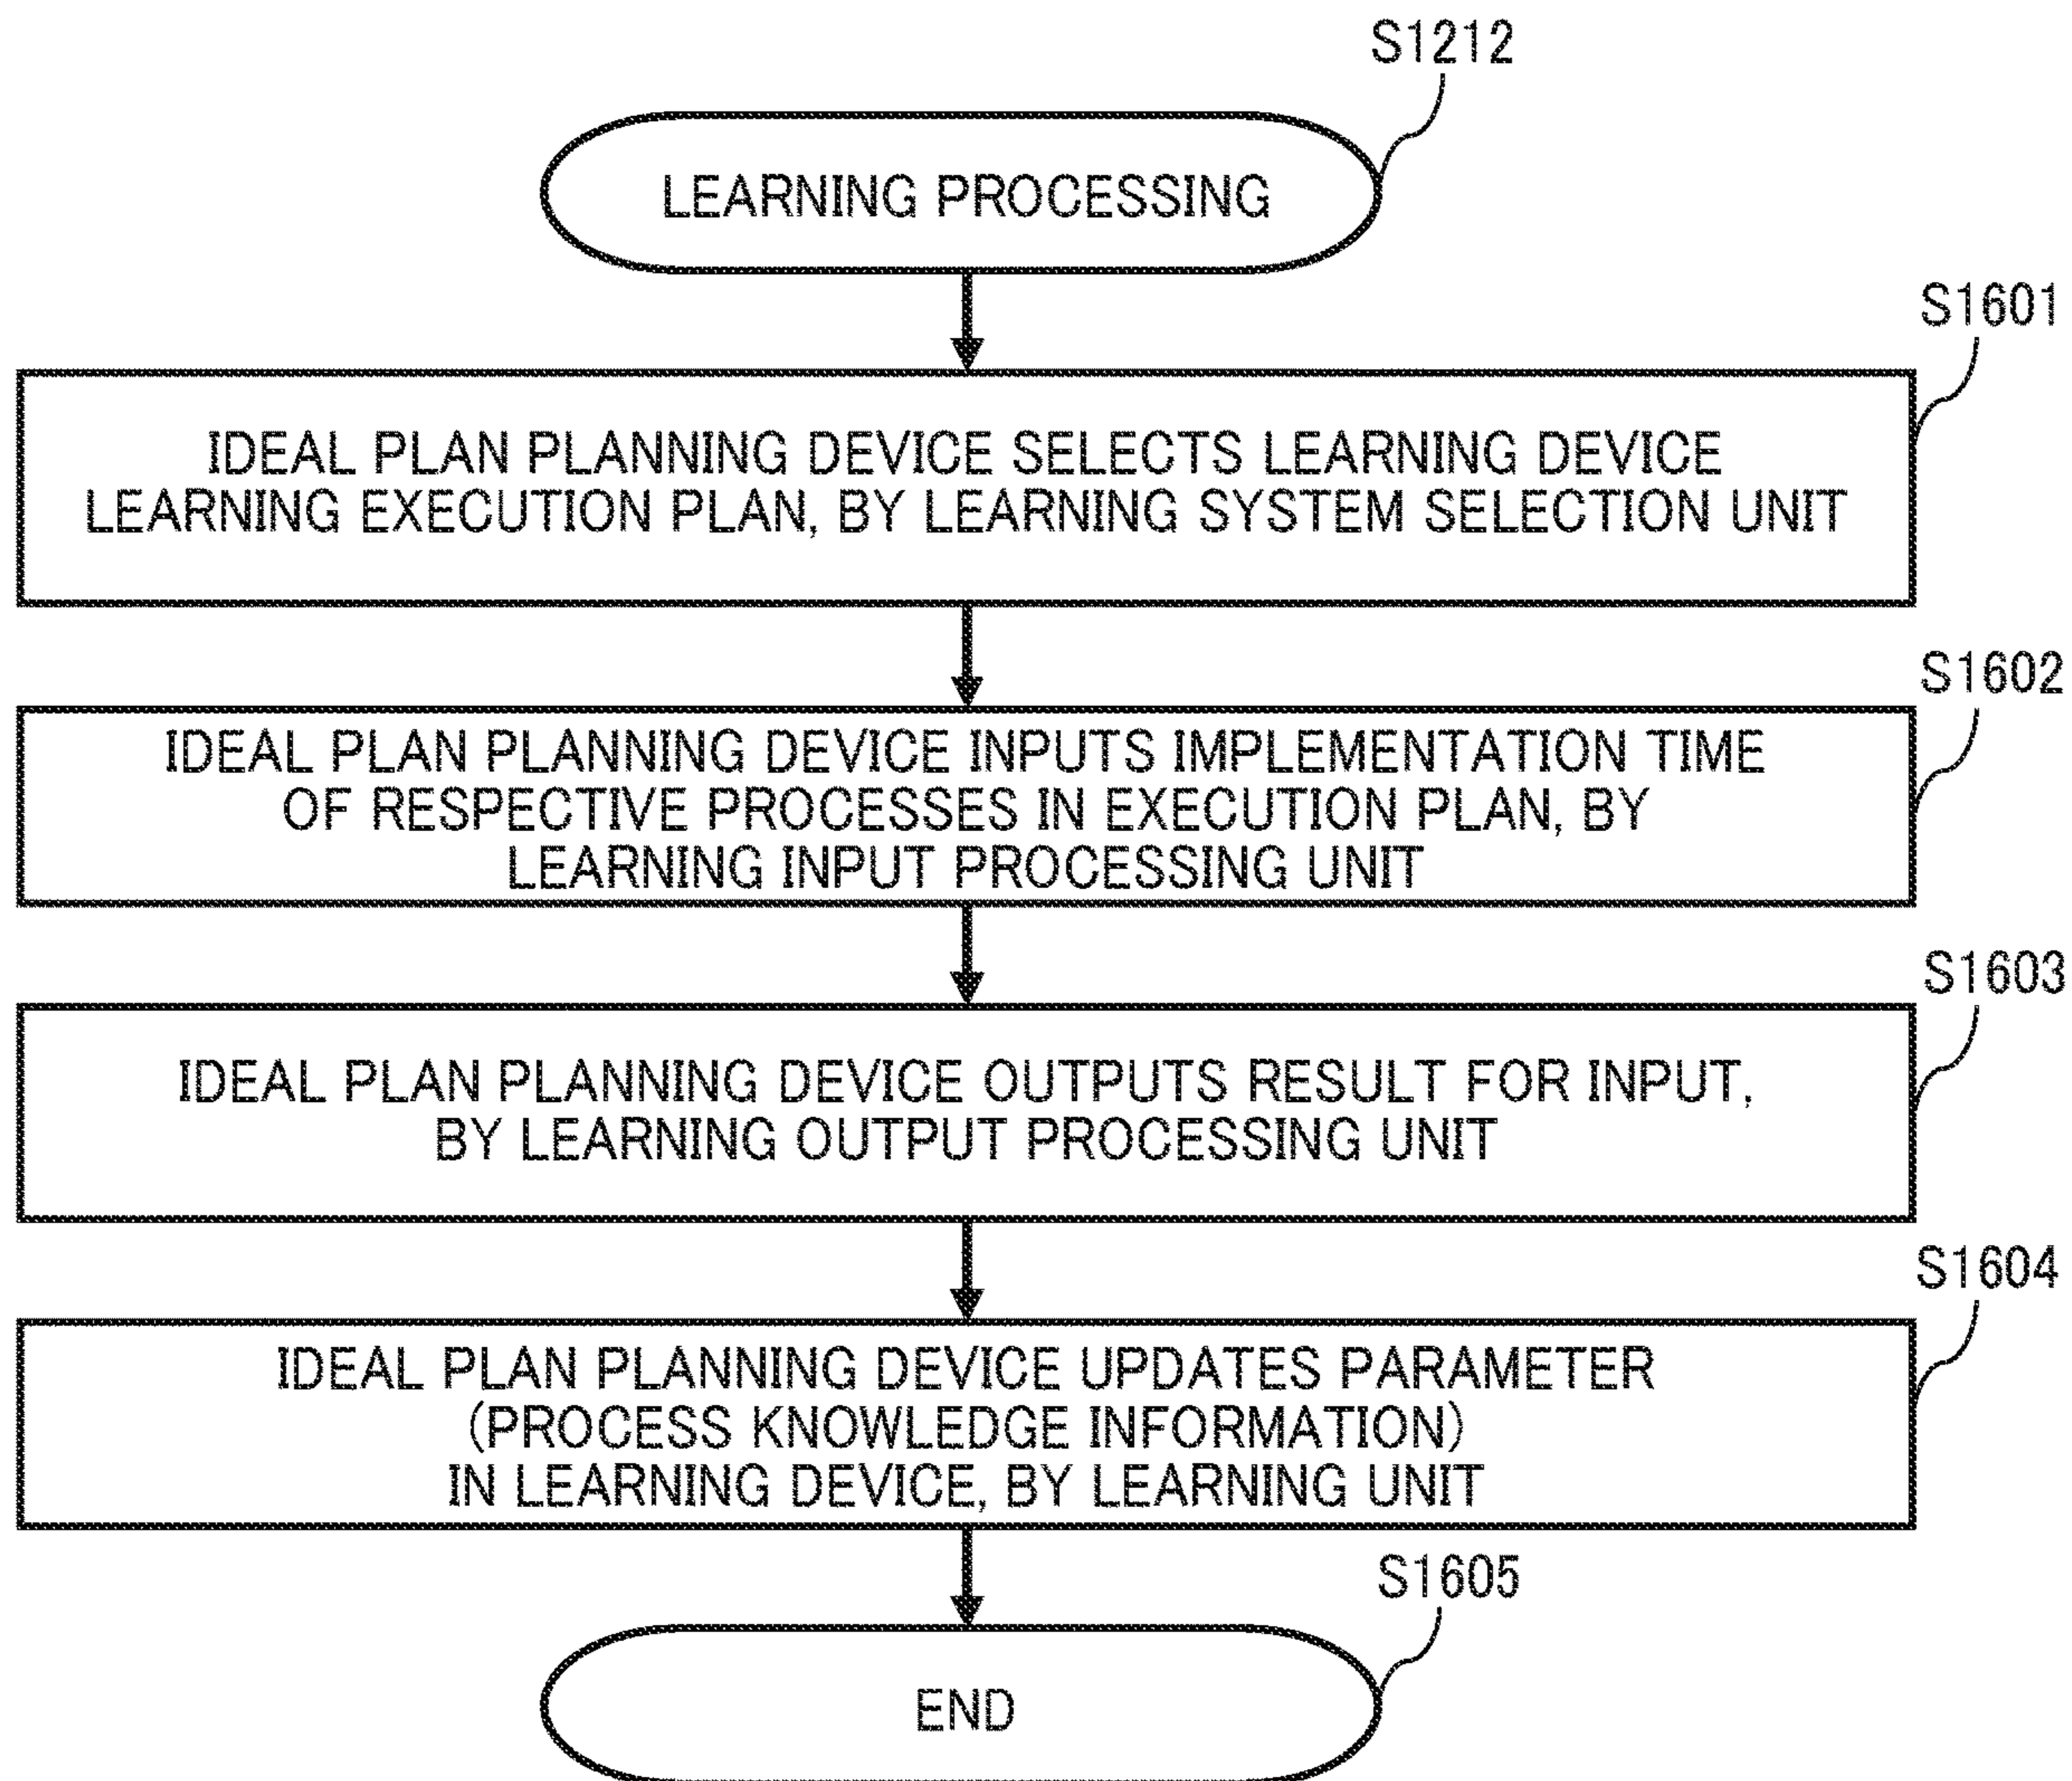 S1212
LEARNING PROCESSING
S1601
IDEAL PLAN PLANNING DEVICE SELECTS LEARNING DEVICE
LEARNING EXECUTION PLAN, BY LEARNING SYSTEM SELECTION UNIT
S1602
IDEAL PLAN PLANNING DEVICE INPUTS IMPLEMENTATION TIME
OF RESPECTIVE PROCESSES IN EXECUTION PLAN, BY
LEARNING INPUT PROCESSING UNIT
S1603
IDEAL PLAN PLANNING DEVICE OUTPUTS RESULT FOR INPUT,
BY LEARNING OUTPUT PROCESSING UNIT
S1604
IDEAL PLAN PLANNING DEVICE UPDATES PARAMETER
(PROCESS KNOWLEDGE INFORMATION)
IN LEARNING DEVICE, BY LEARNING UNIT
S1605
END